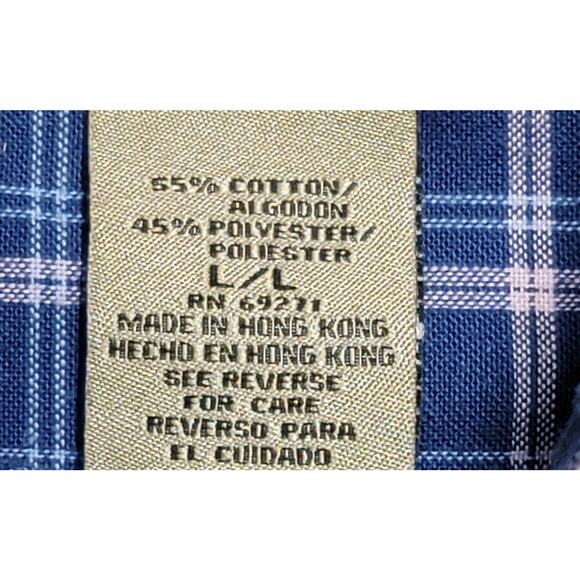 55% COTTON/
ALGODON
45% POLYESTER/
POLIESTER
L/L
RN 69271
MADE IN HONG KONG
HECHO EN HONG KONG
SEE REVERSE
FOR CARE
REVERSO PARA
EL CUIDADO